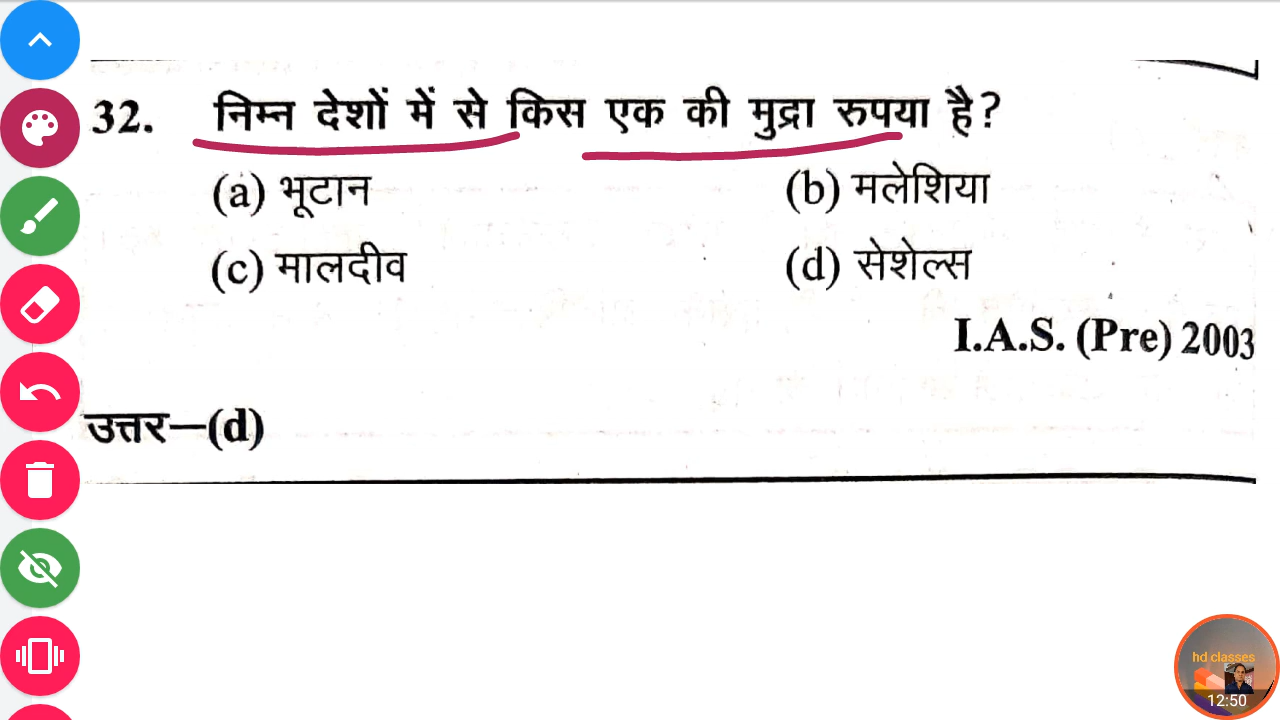 32. निम्न देशों में से किस एक की मुद्रा रुपया है?
(a) भूटान (b) मलेशिया
(c) मालदीव (d) सेशेल्स
I.A.S. (Pre) 2003
उत्तर—(d)
hd classes
12:50